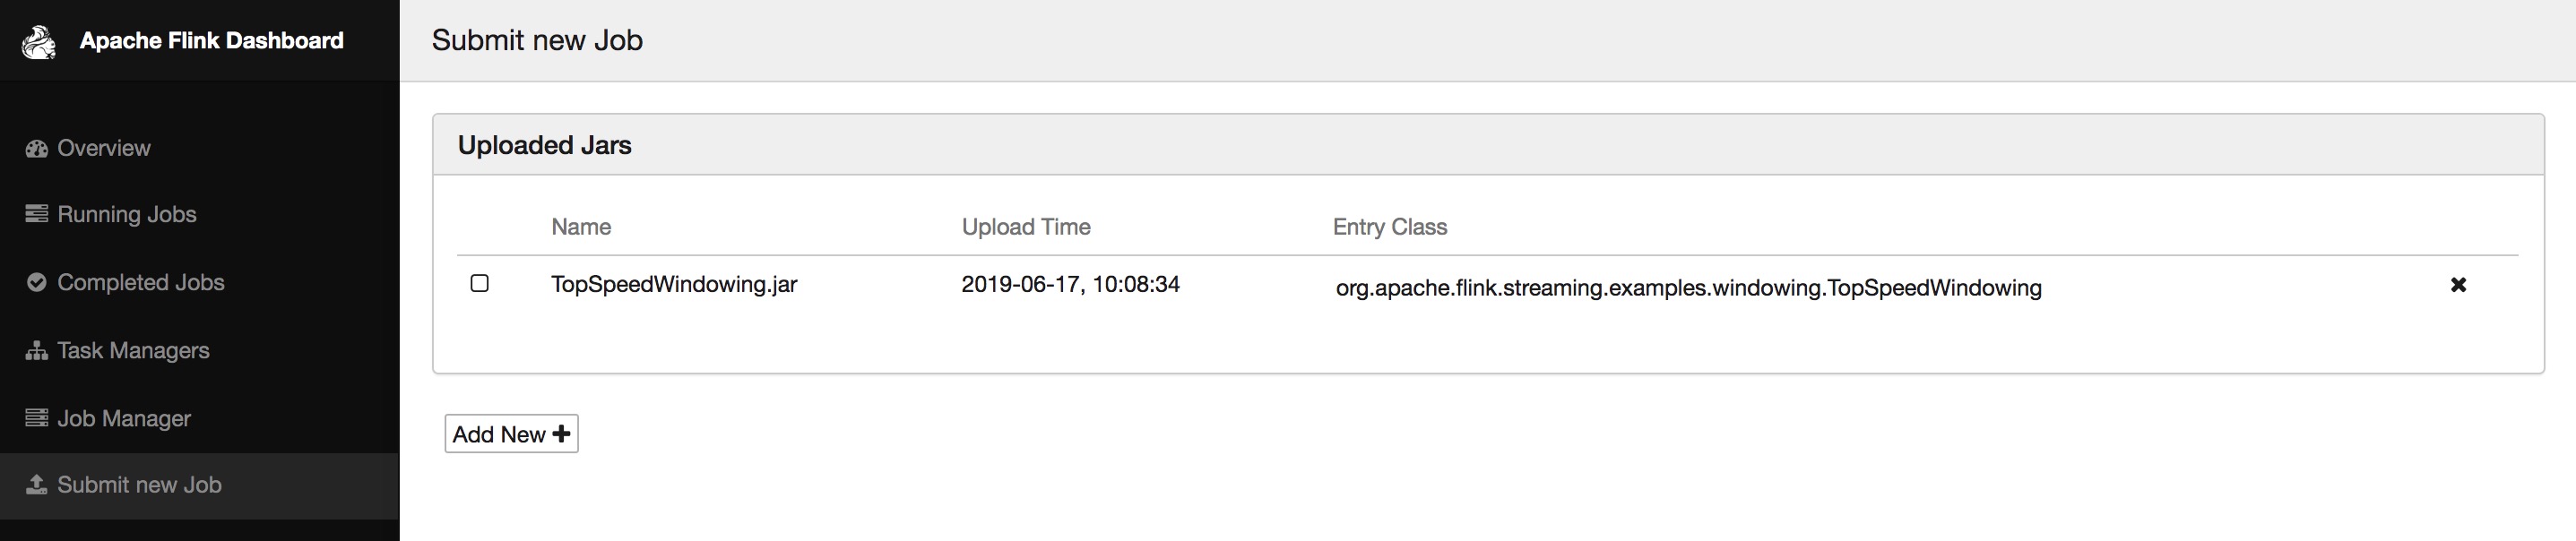 Apache Flink Dashboard
Overview
Running Jobs
Completed Jobs
Task Managers
Job Manager
Submit new Job
Submit new Job
Uploaded Jars
Name Upload Time Entry Class
TopSpeedWindowing.jar 2019-06-17, 10:08:34 org.apache.flink.streaming.examples.windowing.TopSpeedWindowing
Add New